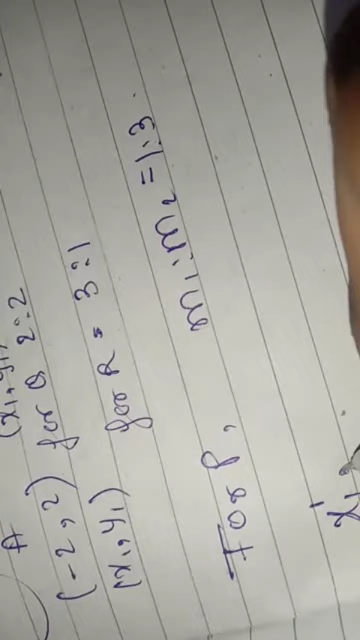 A (x1, y1)
(-2, 2) for Q 2:2
(x1, y1) for R = 3:1
For P, m1:m2 = 1:3.
x1